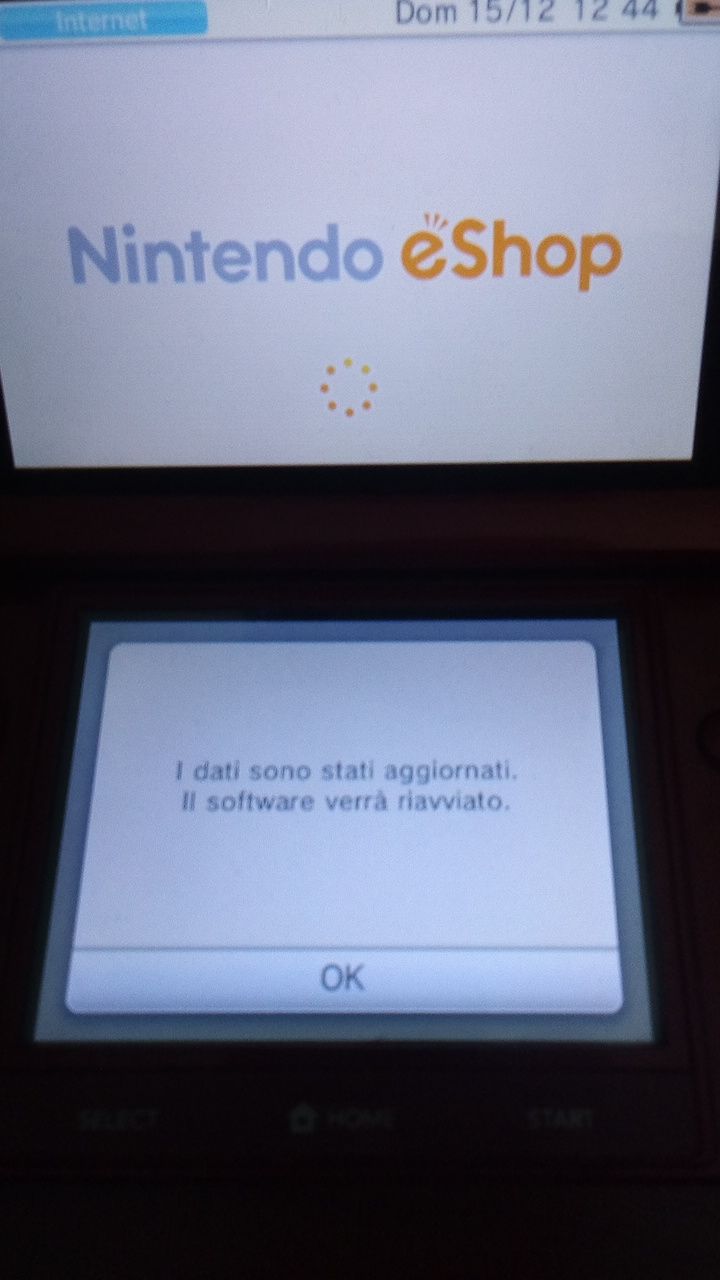 Internet
Dom 15/12 12 44
Nintendo eShop
I dati sono stati aggiornati.
Il software verrà riavviato.
OK
SELECT HOME START